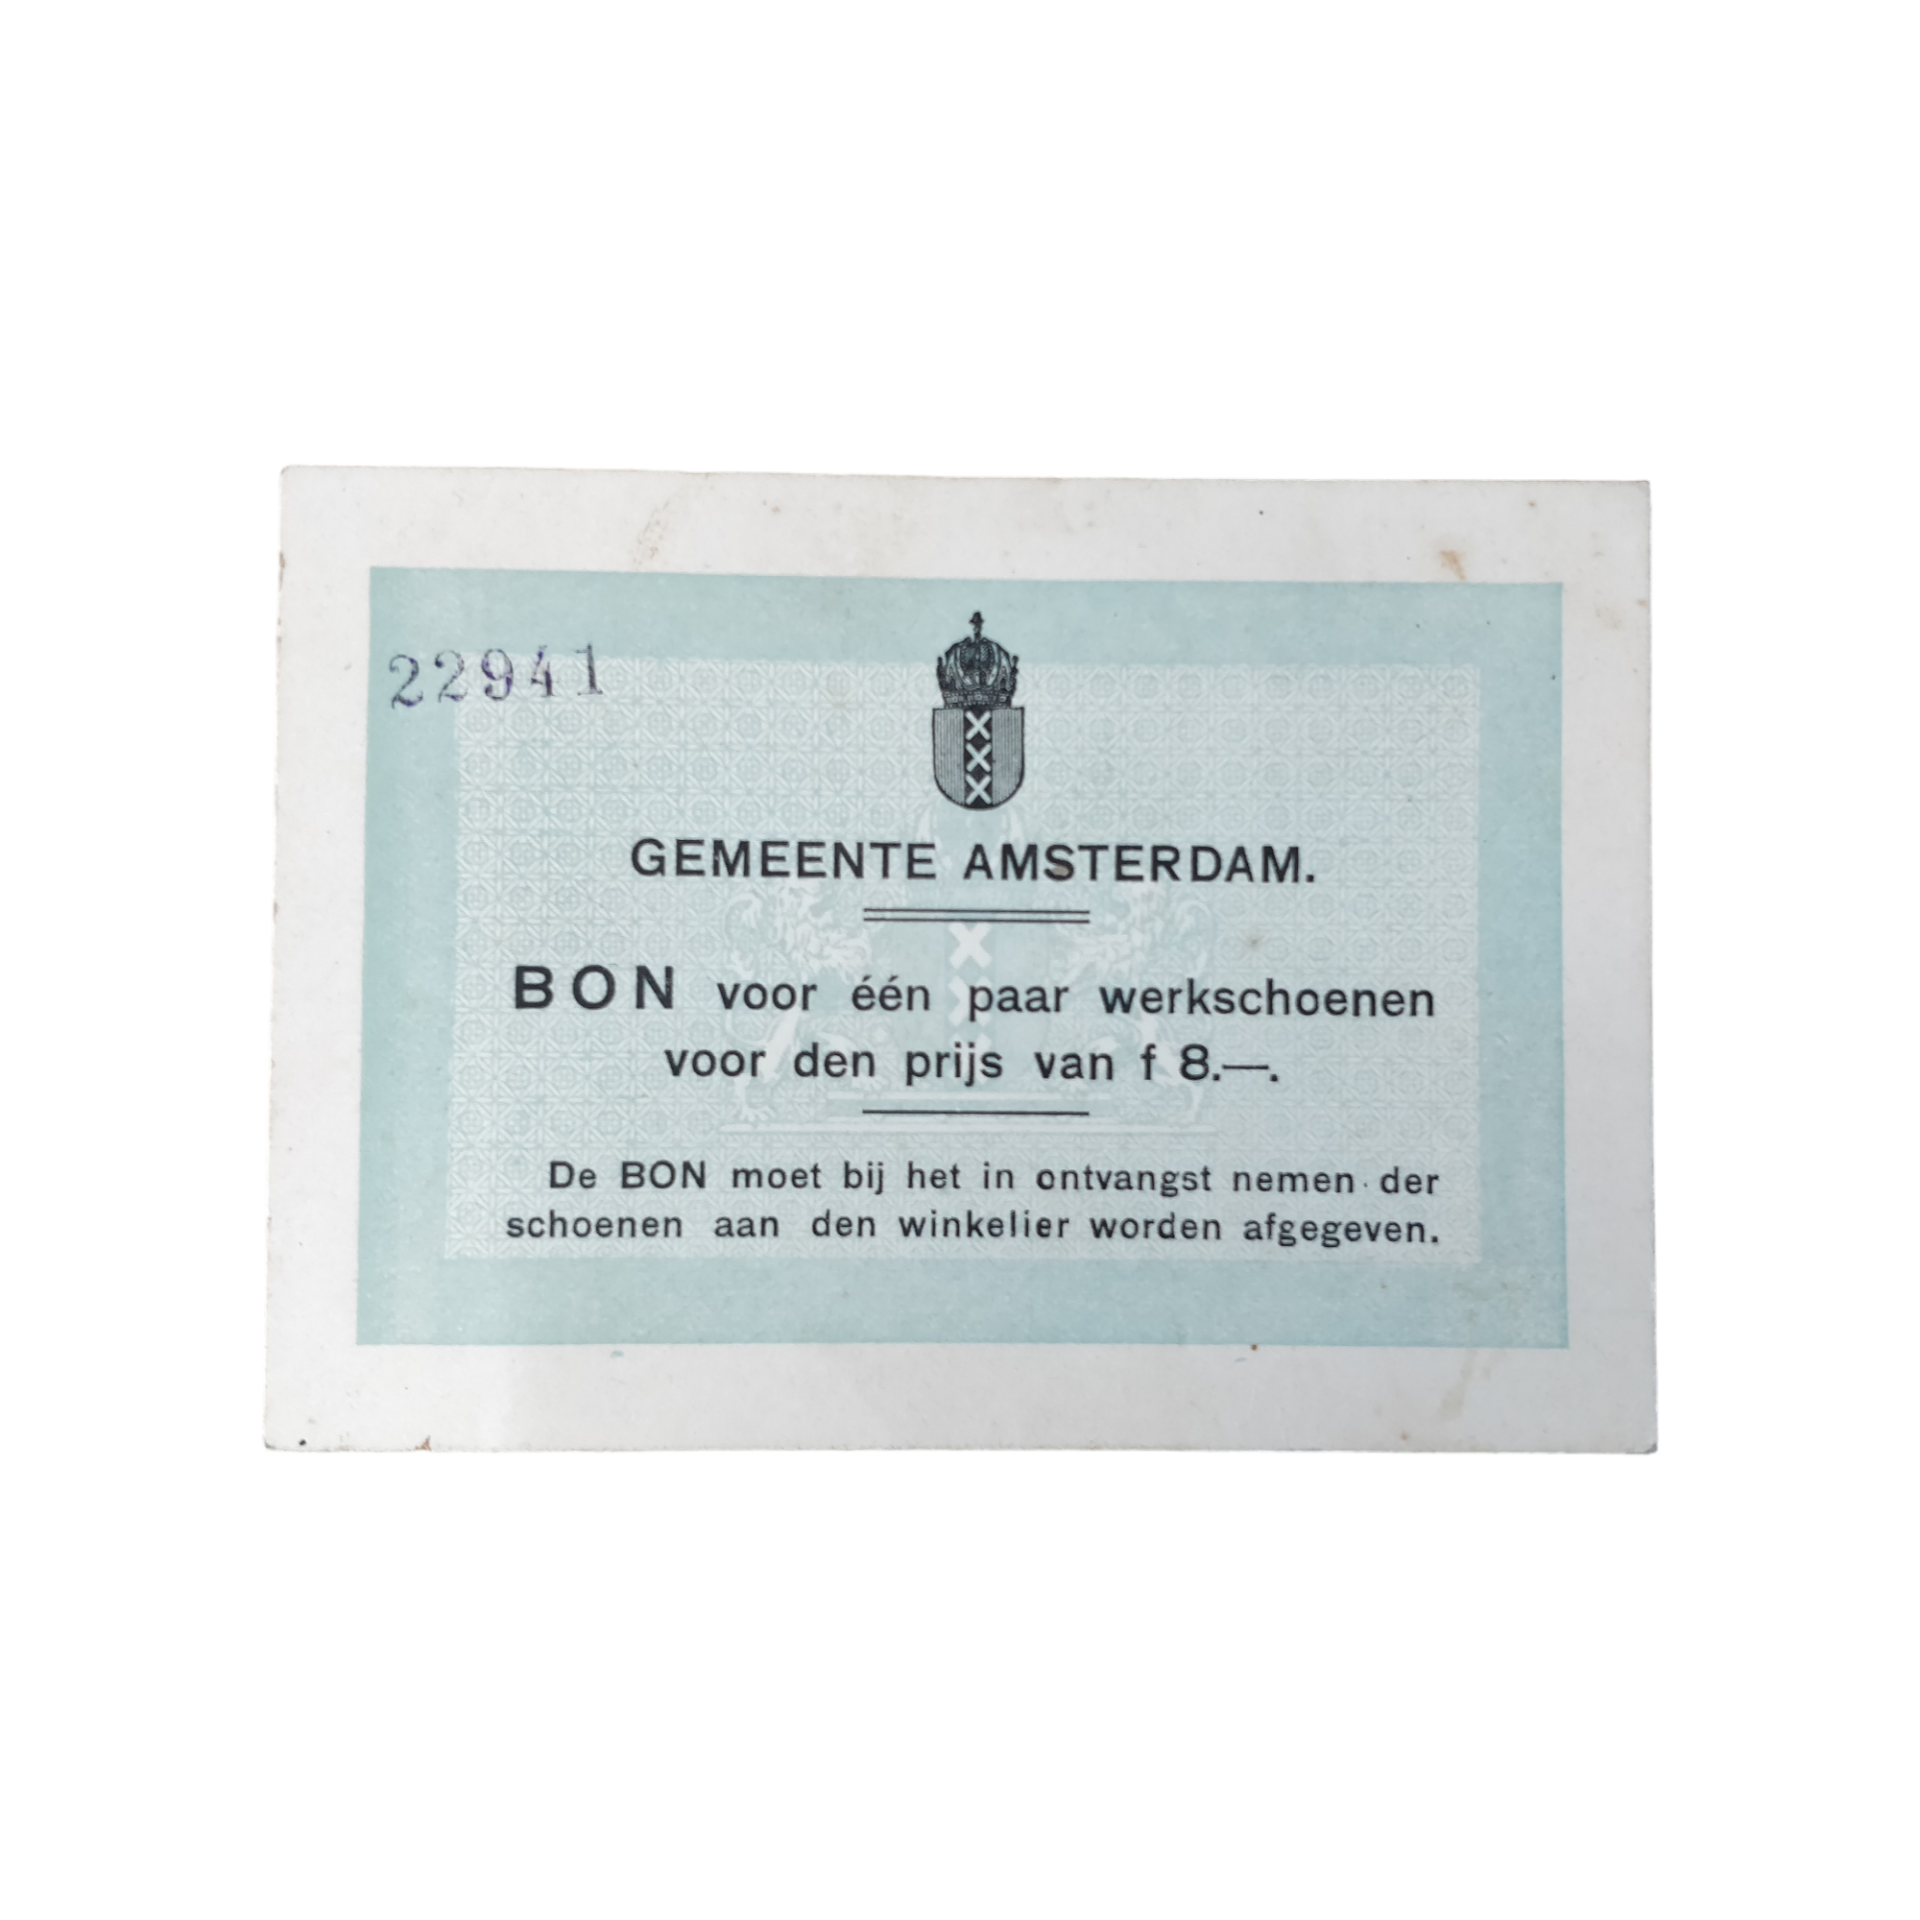 22941
GEMEENTE AMSTERDAM.
BON voor één paar werkschoenen
voor den prijs van f 8.—.
De BON moet bij het in ontvangst nemen der
schoenen aan den winkelier worden afgegeven.